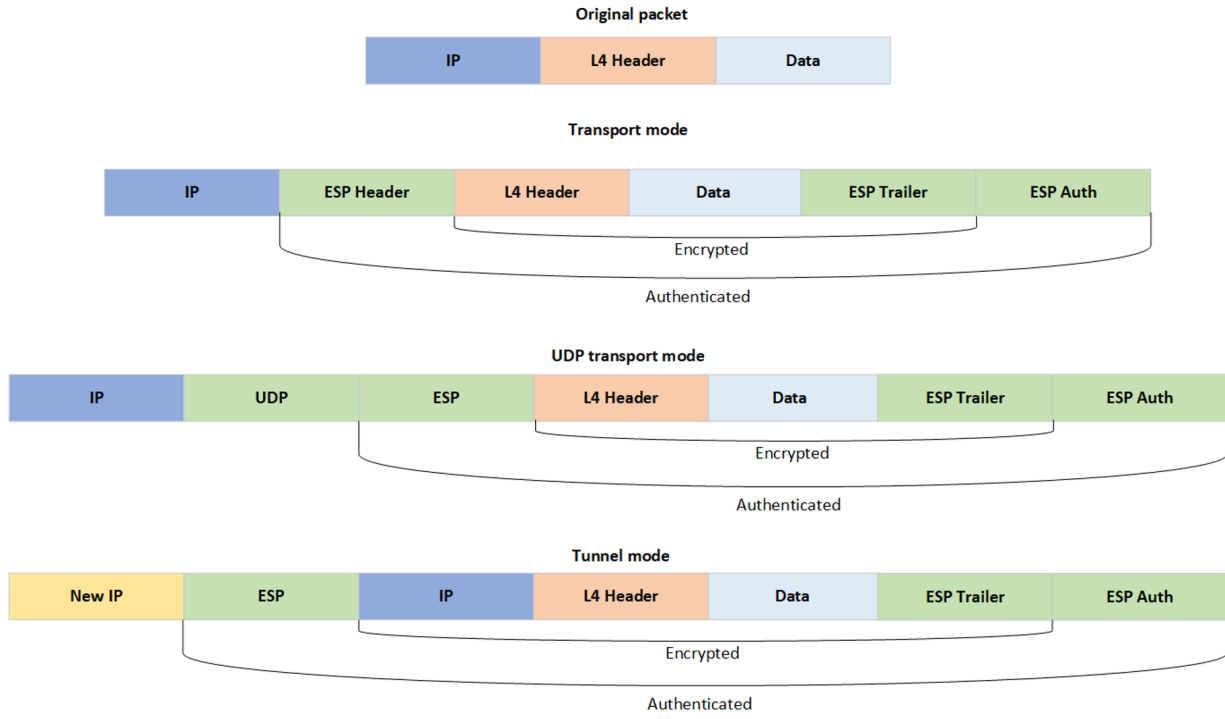 Original packet
IP L4 Header Data
Transport mode
IP ESP Header L4 Header Data ESP Trailer ESP Auth
Encrypted
Authenticated
UDP transport mode
IP UDP ESP L4 Header Data ESP Trailer ESP Auth
Encrypted
Authenticated
Tunnel mode
New IP ESP IP L4 Header Data ESP Trailer ESP Auth
Encrypted
Authenticated